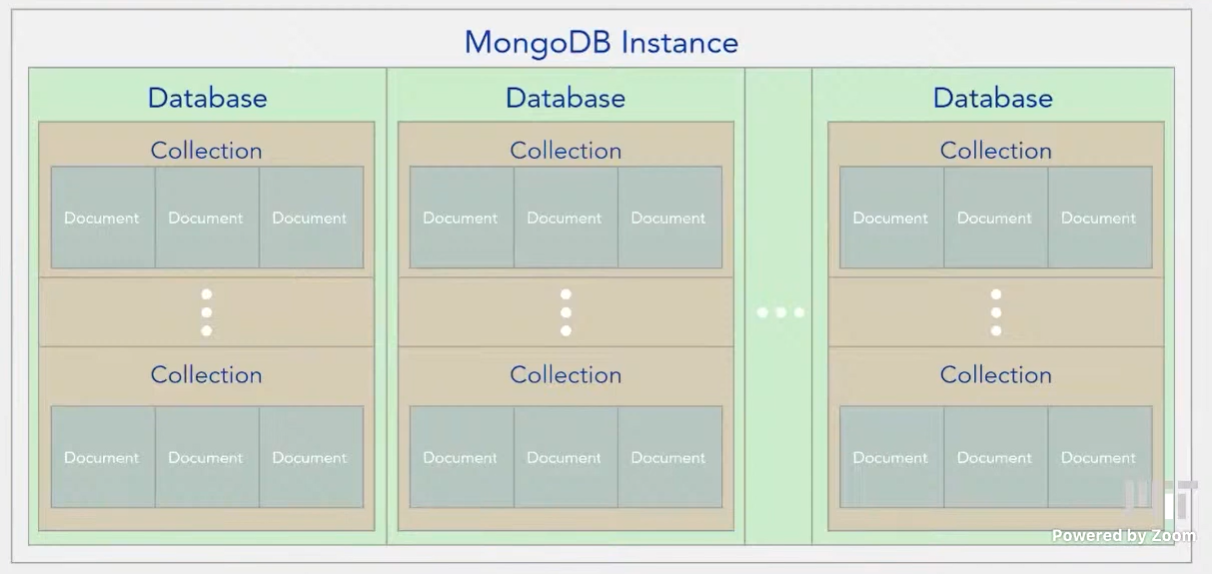 MongoDB Instance
Database Database Database
Collection Collection Collection
Document Document Document Document Document Document Document Document Document
Collection Collection Collection
Document Document Document Document Document Document Document Document Document
MIT
Powered by Zoom